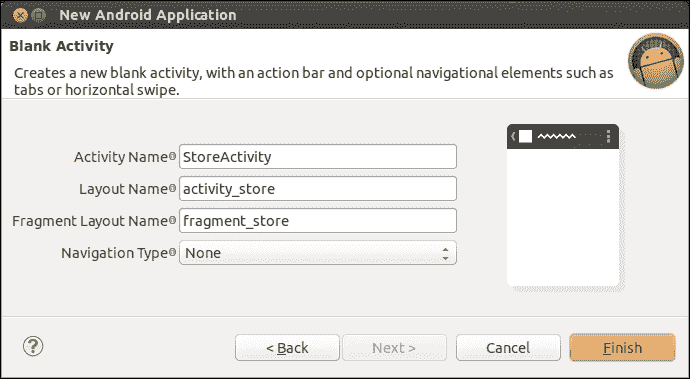 New Android Application
Blank Activity
Creates a new blank activity, with an action bar and optional navigational elements such as
tabs or horizontal swipe.
Activity Name StoreActivity
Layout Name activity_store
Fragment Layout Name fragment_store
Navigation Type None
? < Back Next > Cancel Finish